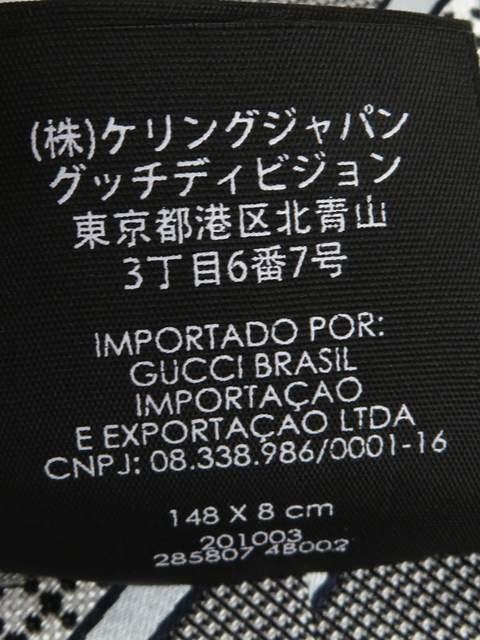 (株)ケリングジャパン
グッチディビジョン
東京都港区北青山
3丁目6番7号
IMPORTADO POR:
GUCCI BRASIL
IMPORTAÇAO
E EXPORTAÇAO LTDA
CNPJ: 08.338.986/0001-16
148 X 8 cm
201003
285807 4B002